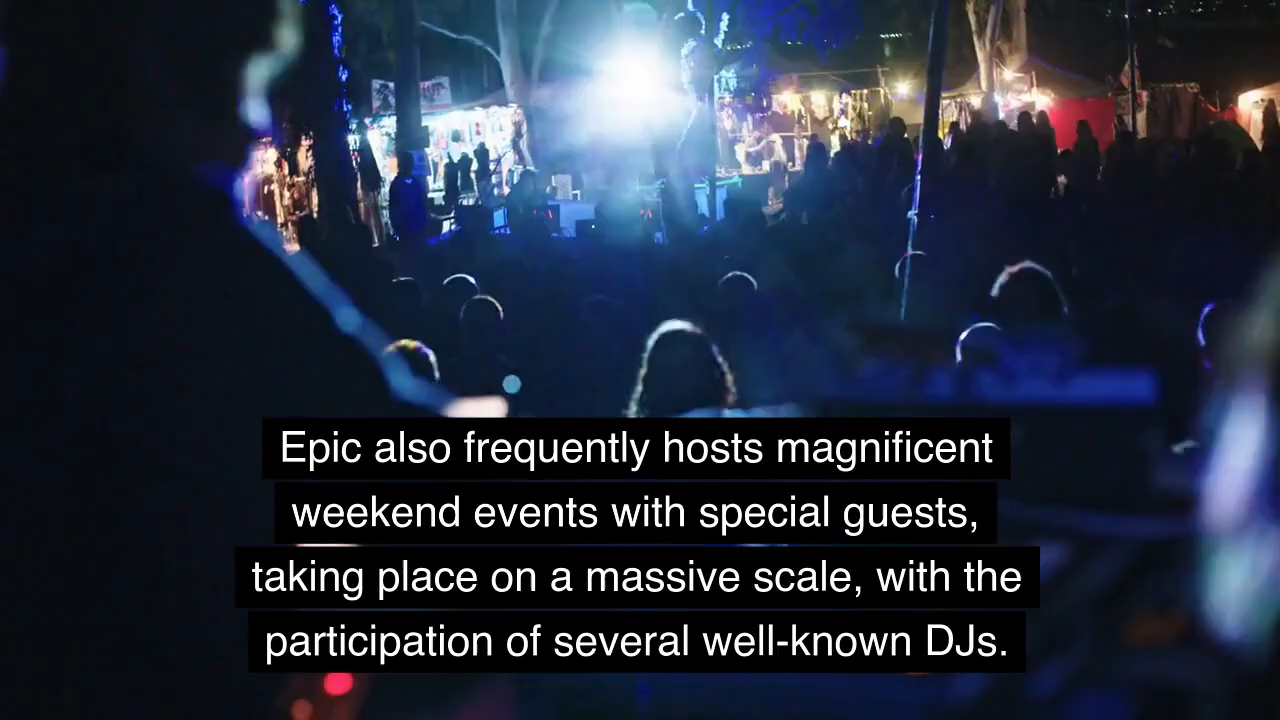 Epic also frequently hosts magnificent
weekend events with special guests,
taking place on a massive scale, with the
participation of several well-known DJs.